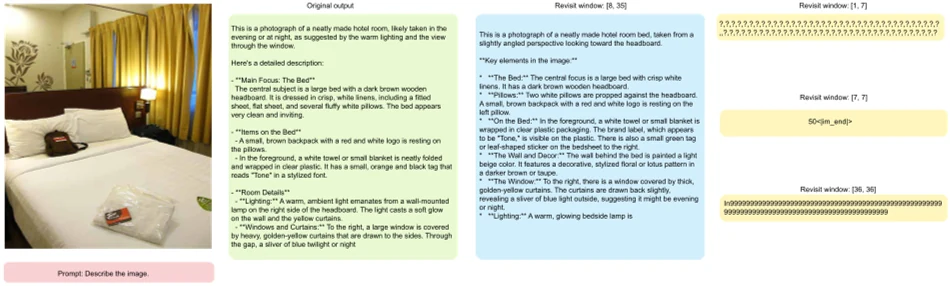 Original output
This is a photograph of a neatly made hotel room, likely taken in
the evening or at night, as suggested by the warm lighting and the view
through the window.
Here's a detailed description:
- **Main Focus: The Bed**
The central subject is a large bed with a dark brown wooden
headboard. It is dressed in crisp, white linens, including a fitted
sheet, flat sheet, and several fluffy white pillows. The bed appears
very clean and inviting.
- **Items on the Bed**
- A small, brown backpack with a red and white logo is resting on
the pillows.
- In the foreground, a white towel or small blanket is neatly folded
and wrapped in clear plastic. It has a small, orange and black tag that
reads "Tone" in a stylized font.
- **Room Details**
- **Lighting:** A warm, ambient light emanates from a wall-mounted
lamp on the right side of the headboard. The light casts a soft glow
on the wall and the yellow curtains.
- **Windows and Curtains:** To the right, a large window is covered
by heavy, golden-yellow curtains that are drawn to the sides. Through
the gap, a sliver of blue twilight or night
Revisit window: [8, 35]
This is a photograph of a neatly made hotel room bed, taken from a
slightly angled perspective looking toward the headboard.
**Key elements in the image:**
* **The Bed:** The central focus is a large bed with crisp white
linens. It has a dark brown wooden headboard.
* **Pillows:** Two white pillows are propped against the headboard.
A small, brown backpack with a red and white logo is resting on the
left pillow.
* **On the Bed:** In the foreground, a white towel or small blanket is
wrapped in clear plastic packaging. The brand label, which appears
to be "Tone," is visible on the plastic. There is also a small green tag
or leaf-shaped sticker on the bedsheet to the right.
* **The Wall and Decor:** The wall behind the bed is painted a light
beige color. It features a decorative, stylized floral or lotus pattern in
a darker brown or taupe.
* **The Window:** To the right, there is a window covered by thick,
golden-yellow curtains. The curtains are drawn back slightly,
revealing a sliver of blue light outside, suggesting it might be evening
or night.
* **Lighting:** A warm, glowing bedside lamp is
Revisit window: [1, 7]
Revisit window: [7, 7]
50<|im_end|>
Revisit window: [36, 36]
Prompt: Describe the image.